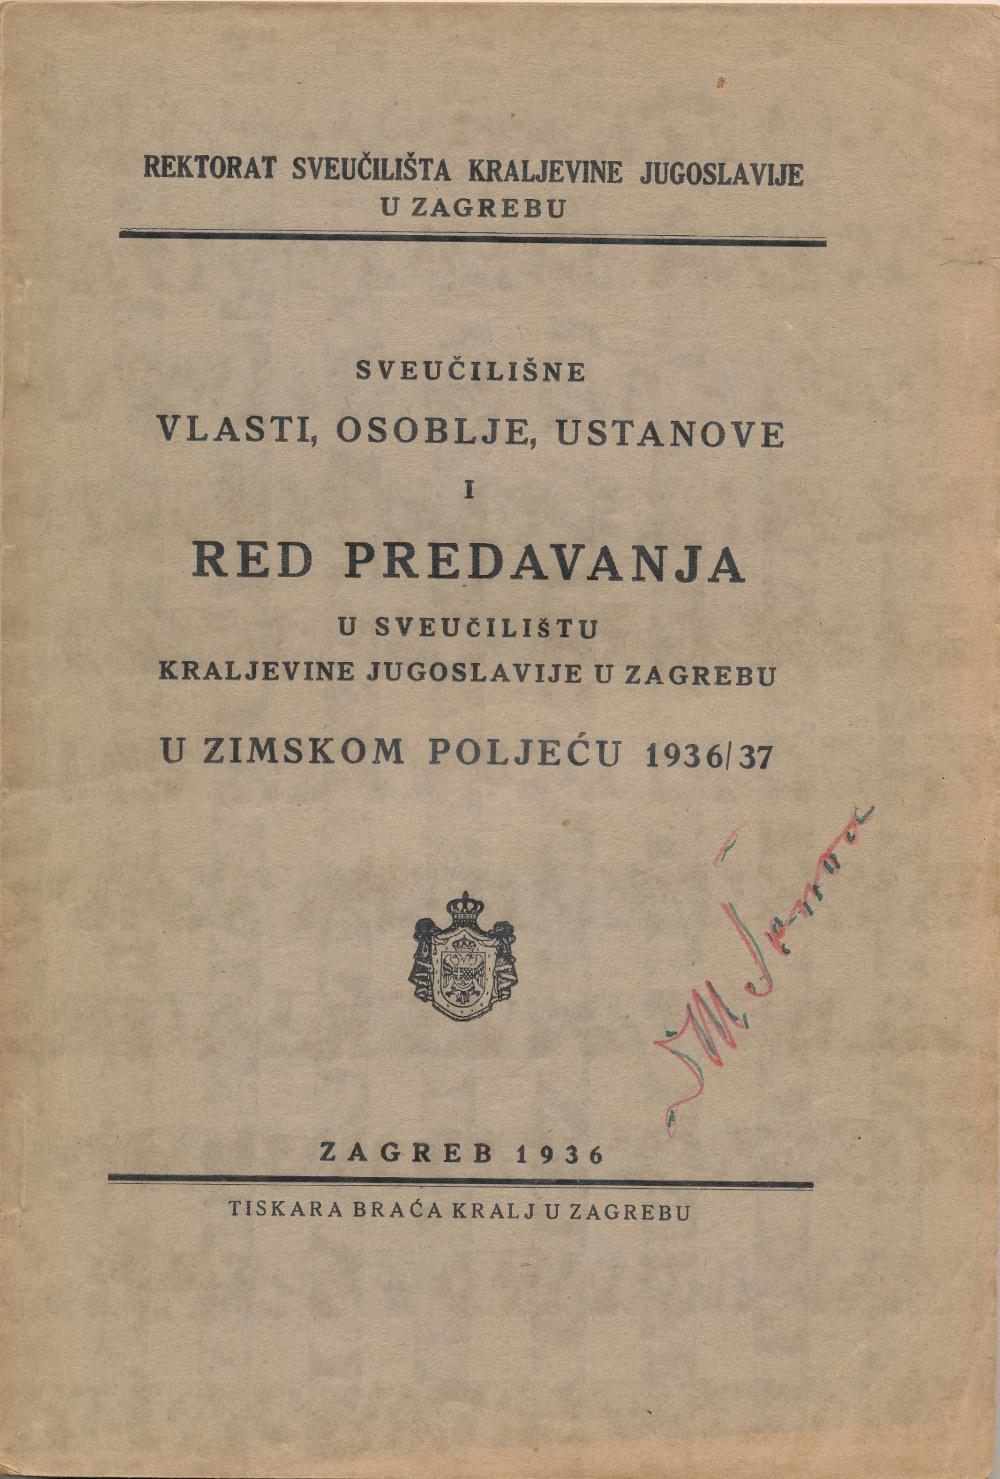 REKTORAT SVEUČILIŠTA KRALJEVINE JUGOSLAVIJE
U ZAGREBU
SVEUČILIŠNE
VLASTI, OSOBLJE, USTANOVE
I
RED PREDAVANJA
U SVEUČILIŠTU
KRALJEVINE JUGOSLAVIJE U ZAGREBU
U ZIMSKOM POLJEĆU 1936/37
ZAGREB 1936
TISKARA BRAĆA KRALJ U ZAGREBU